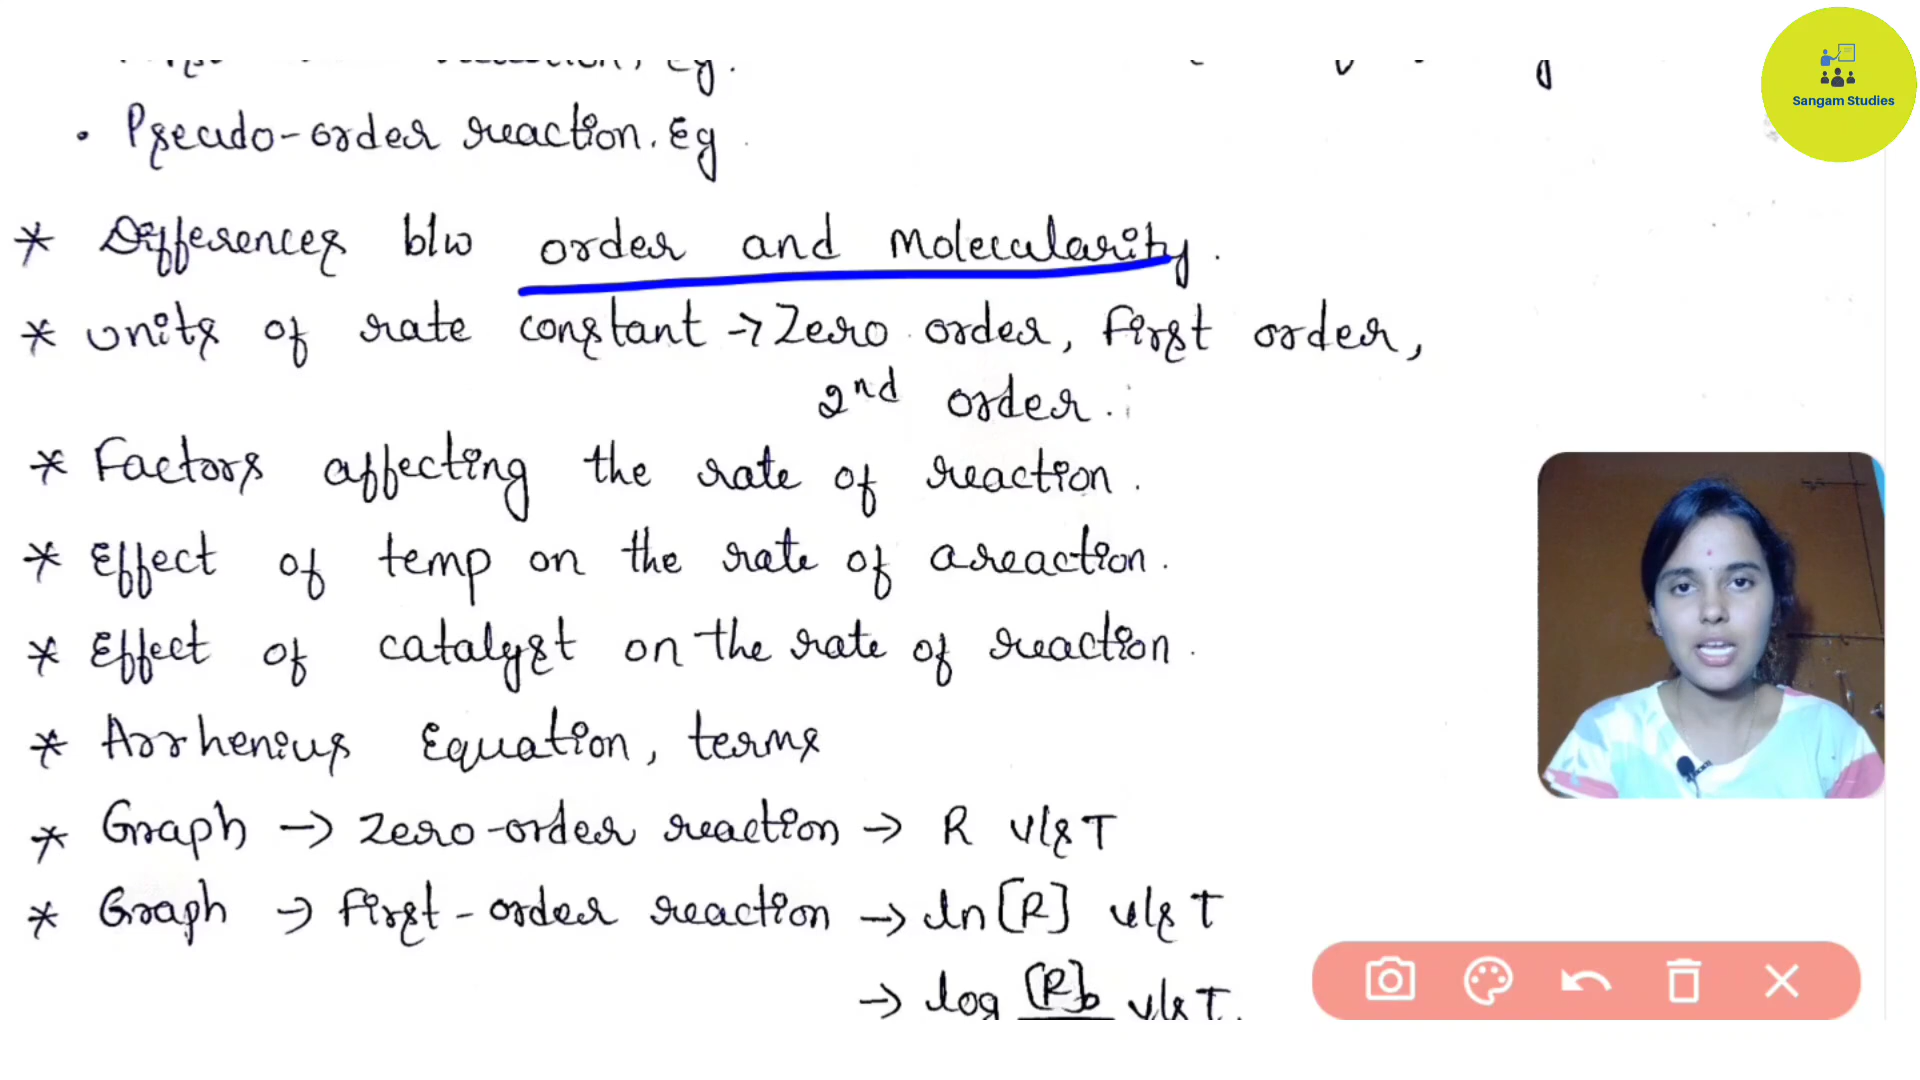 Eg.
Sangam Studies
• Pseudo-order reaction. Eg
* Differences b/w order and Molecularity.
* Units of rate constant → Zero order, First order,
2nd order.
* Factors affecting the rate of reaction.
* Effect of temp on the rate of a reaction.
* Effect of catalyst on the rate of reaction.
* Arrhenius Equation, terms
* Graph → Zero-order reaction → R v/s T
* Graph → First-order reaction → ln[R] v/s T
→ log [R]0 v/s T.